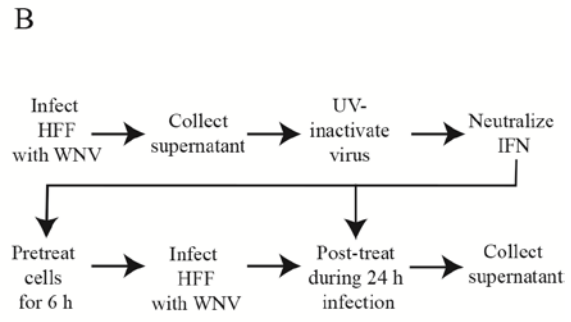 B
Infect
HFF
with WNV
Collect
supernatant
UV-
inactivate
virus
Neutralize
IFN
Pretreat
cells
for 6 h
Infect
HFF
with WNV
Post-treat
during 24 h
infection
Collect
supernatant